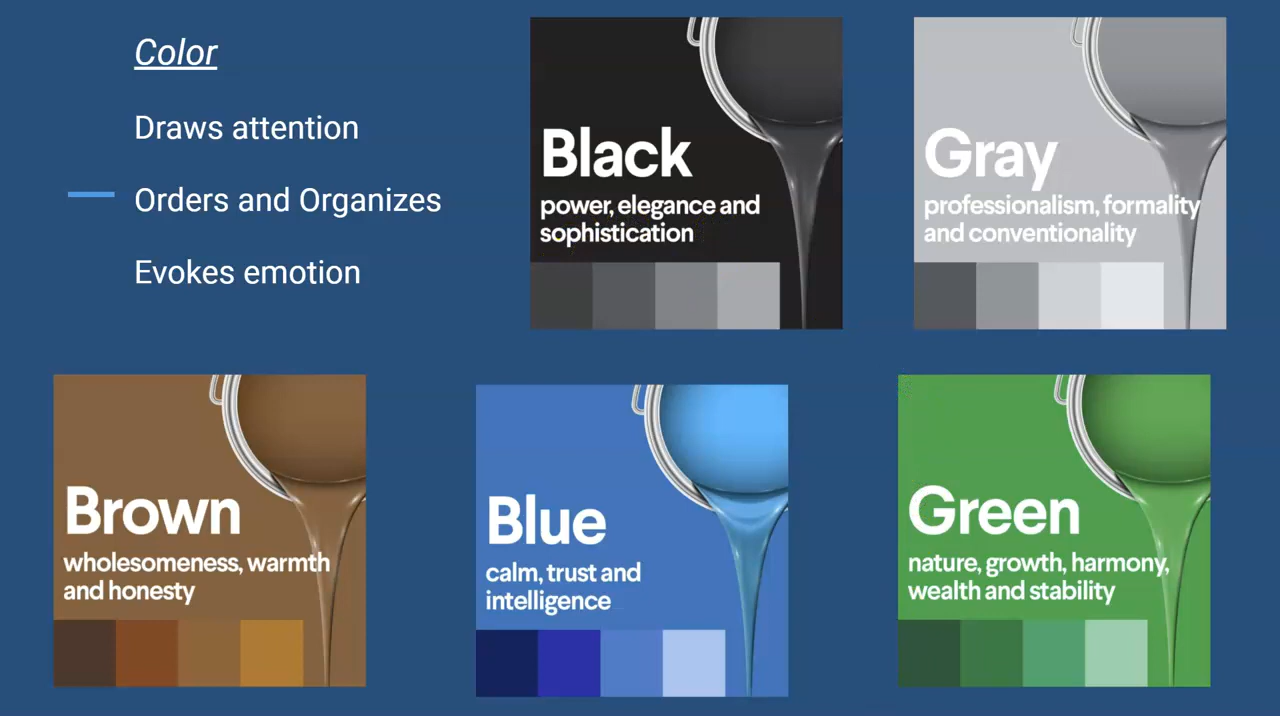 Color
Draws attention
Orders and Organizes
Evokes emotion
Black
power, elegance and
sophistication
Gray
professionalism, formality
and conventionality
Brown
wholesomeness, warmth
and honesty
Blue
calm, trust and
intelligence
Green
nature, growth, harmony,
wealth and stability